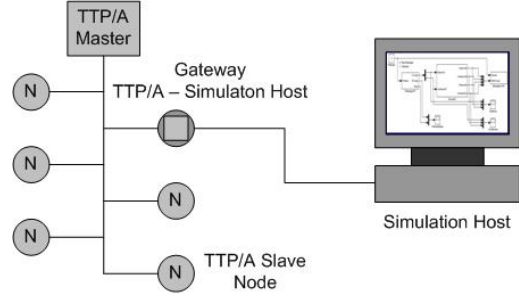 TTP/A
Master
Gateway
TTP/A – Simulaton Host
N
N
N
N
N
TTP/A Slave
Node
Simulation Host